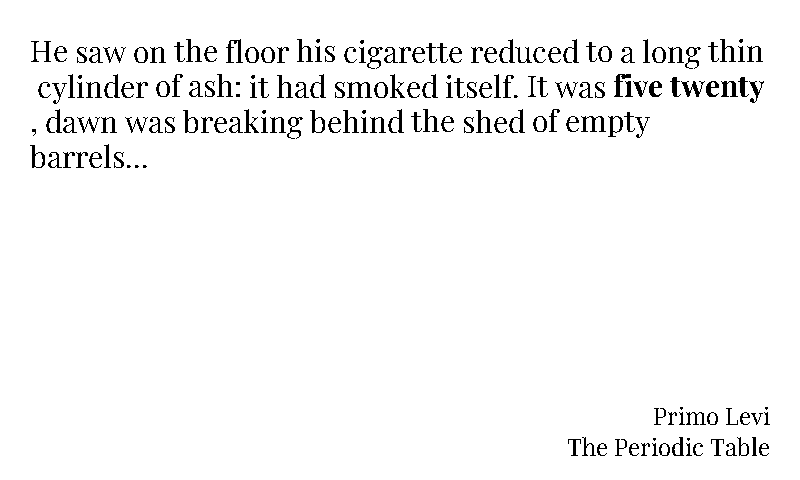 He saw on the floor his cigarette reduced to a long thin
cylinder of ash: it had smoked itself. It was five twenty
, dawn was breaking behind the shed of empty
barrels...
Primo Levi
The Periodic Table